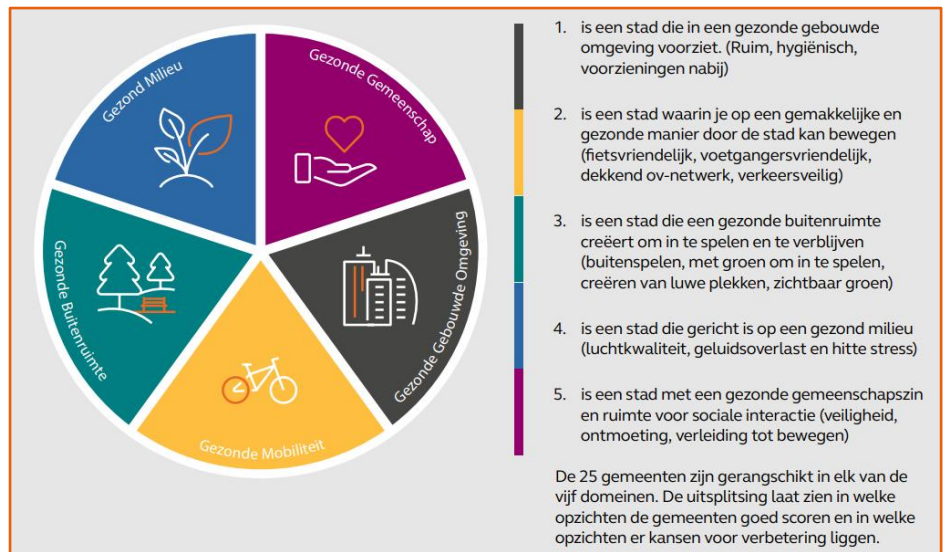 Gezond Milieu
Gezonde Gemeenschap
Gezonde Buitenruimte
Gezonde Gebouwde Omgeving
Gezonde Mobiliteit
1. is een stad die in een gezonde gebouwde
omgeving voorziet. (Ruim, hygiënisch,
voorzieningen nabij)
2. is een stad waarin je op een gemakkelijke en
gezonde manier door de stad kan bewegen
(fietsvriendelijk, voetgangersvriendelijk,
dekkend ov-netwerk, verkeersveilig)
3. is een stad die een gezonde buitenruimte
creëert om in te spelen en te verblijven
(buitenspelen, met groen om in te spelen,
creëren van luwe plekken, zichtbaar groen)
4. is een stad die gericht is op een gezond milieu
(luchtkwaliteit, geluidsoverlast en hitte stress)
5. is een stad met een gezonde gemeenschapszin
en ruimte voor sociale interactie (veiligheid,
ontmoeting, verleiding tot bewegen)
De 25 gemeenten zijn gerangschikt in elk van de
vijf domeinen. De uitsplitsing laat zien in welke
opzichten de gemeenten goed scoren en in welke
opzichten er kansen voor verbetering liggen.